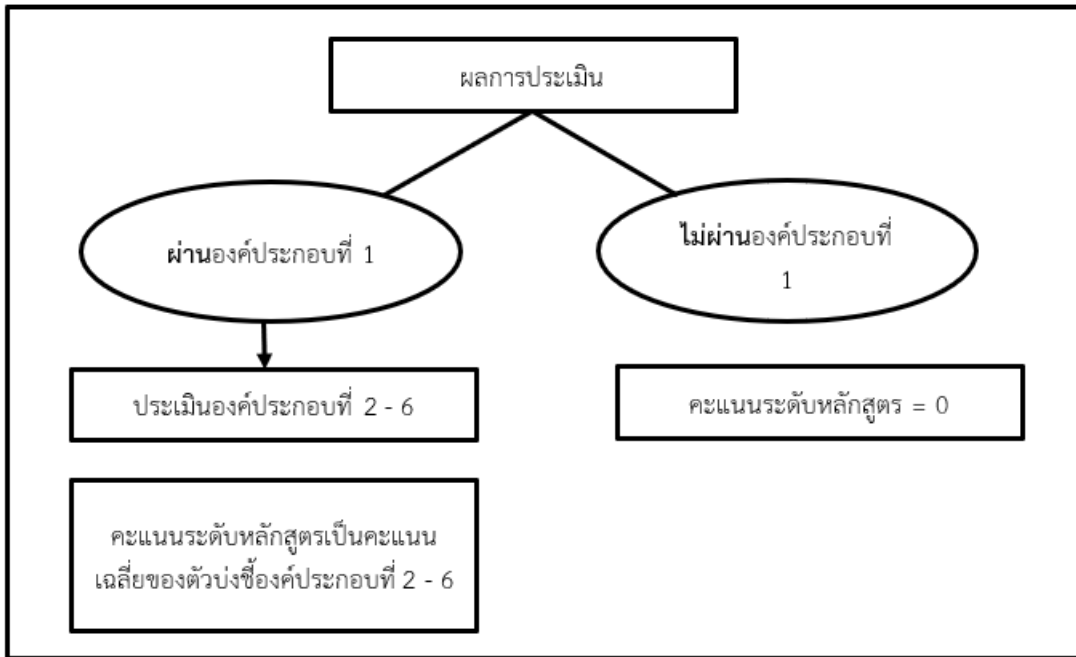 ผลการประเมิน
ผ่านองค์ประกอบที่ 1
ไม่ผ่านองค์ประกอบที่
1
ประเมินองค์ประกอบที่ 2 - 6
คะแนนระดับหลักสูตร = 0
คะแนนระดับหลักสูตรเป็นคะแนน
เฉลี่ยของตัวบ่งชี้องค์ประกอบที่ 2 - 6